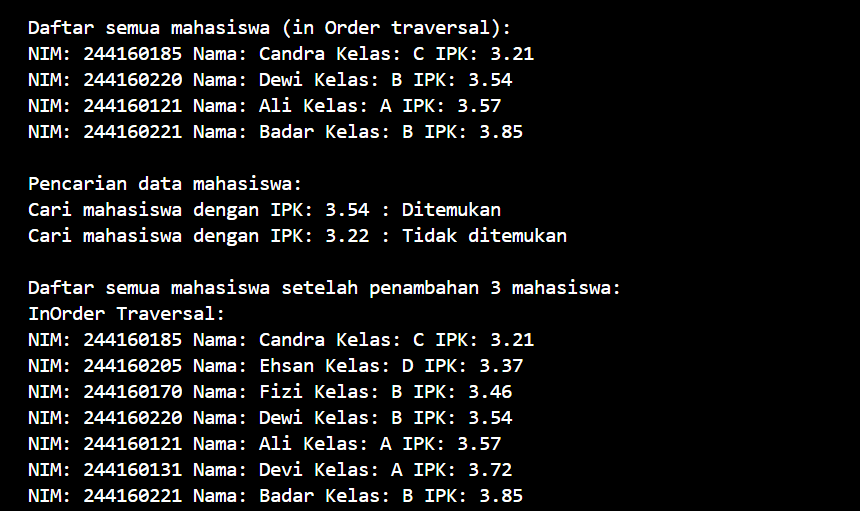 Daftar semua mahasiswa (in Order traversal):
NIM: 244160185 Nama: Candra Kelas: C IPK: 3.21
NIM: 244160220 Nama: Dewi Kelas: B IPK: 3.54
NIM: 244160121 Nama: Ali Kelas: A IPK: 3.57
NIM: 244160221 Nama: Badar Kelas: B IPK: 3.85
Pencarian data mahasiswa:
Cari mahasiswa dengan IPK: 3.54 : Ditemukan
Cari mahasiswa dengan IPK: 3.22 : Tidak ditemukan
Daftar semua mahasiswa setelah penambahan 3 mahasiswa:
InOrder Traversal:
NIM: 244160185 Nama: Candra Kelas: C IPK: 3.21
NIM: 244160205 Nama: Ehsan Kelas: D IPK: 3.37
NIM: 244160170 Nama: Fizi Kelas: B IPK: 3.46
NIM: 244160220 Nama: Dewi Kelas: B IPK: 3.54
NIM: 244160121 Nama: Ali Kelas: A IPK: 3.57
NIM: 244160131 Nama: Devi Kelas: A IPK: 3.72
NIM: 244160221 Nama: Badar Kelas: B IPK: 3.85